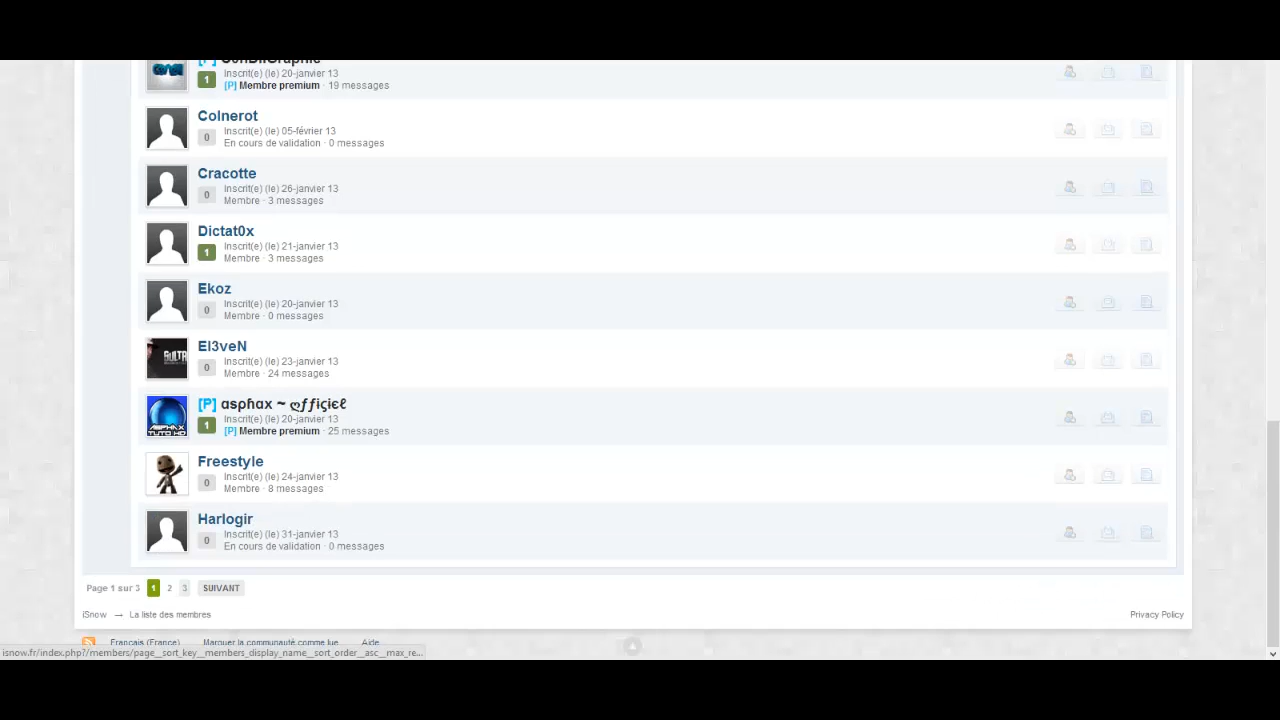 Inscrit(e) (le) 20-janvier 13
1
[P] Membre premium · 19 messages
Colnerot
0
Inscrit(e) (le) 05-février 13
En cours de validation · 0 messages
Cracotte
0
Inscrit(e) (le) 26-janvier 13
Membre · 3 messages
Dictat0x
1
Inscrit(e) (le) 21-janvier 13
Membre · 3 messages
Ekoz
0
Inscrit(e) (le) 20-janvier 13
Membre · 0 messages
El3veN
0
Inscrit(e) (le) 23-janvier 13
Membre · 24 messages
[P] αsρɦαx ~ ღƒƒiçiєℓ
1
Inscrit(e) (le) 20-janvier 13
[P] Membre premium · 25 messages
ASPHAX
TUTO HD
Freestyle
0
Inscrit(e) (le) 24-janvier 13
Membre · 8 messages
Harlogir
0
Inscrit(e) (le) 31-janvier 13
En cours de validation · 0 messages
Page 1 sur 3 1 2 3 SUIVANT
iSnow → La liste des membres
Privacy Policy
Français (France) Marquer la communauté comme lue Aide
isnow.fr/index.php?/members/page__sort_key__members_display_name__sort_order__asc__max_re...